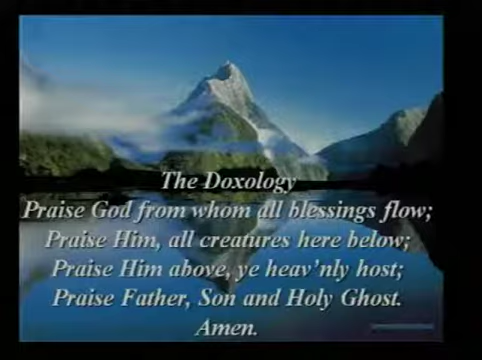 The Doxology
Praise God from whom all blessings flow;
Praise Him, all creatures here below;
Praise Him above, ye heav'nly host;
Praise Father, Son and Holy Ghost.
Amen.